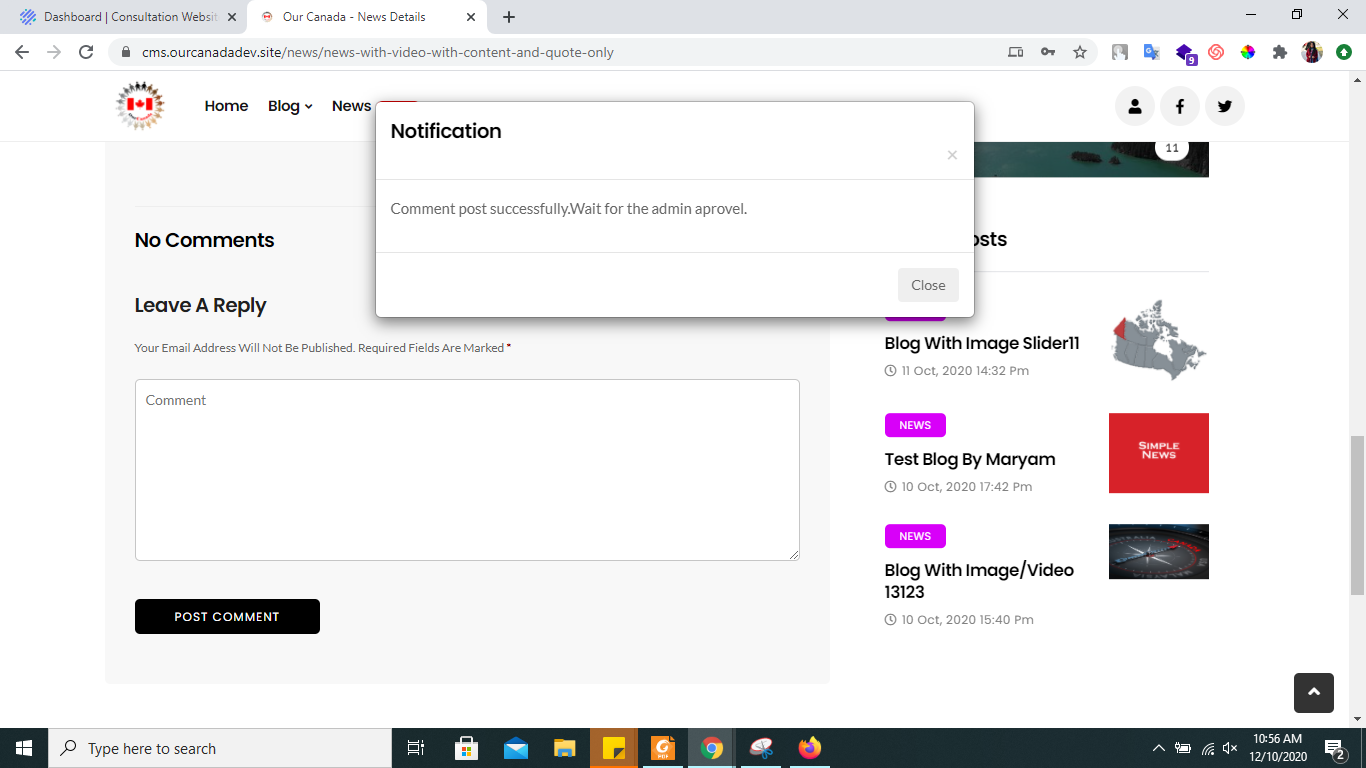 Dashboard | Consultation Websit
Our Canada - News Details
cms.ourcanadadev.site/news/news-with-video-with-content-and-quote-only
9
Home Blog News
Notification
×
Comment post successfully.Wait for the admin aprovel.
Close
11
No Comments
Leave A Reply
Your Email Address Will Not Be Published. Required Fields Are Marked *
Comment
POST COMMENT
osts
Blog With Image Slider11
11 Oct, 2020 14:32 Pm
NEWS
Test Blog By Maryam
10 Oct, 2020 17:42 Pm
SIMPLE
NEWS
NEWS
Blog With Image/Video
13123
10 Oct, 2020 15:40 Pm
Type here to search
PDF
10:56 AM
12/10/2020
2